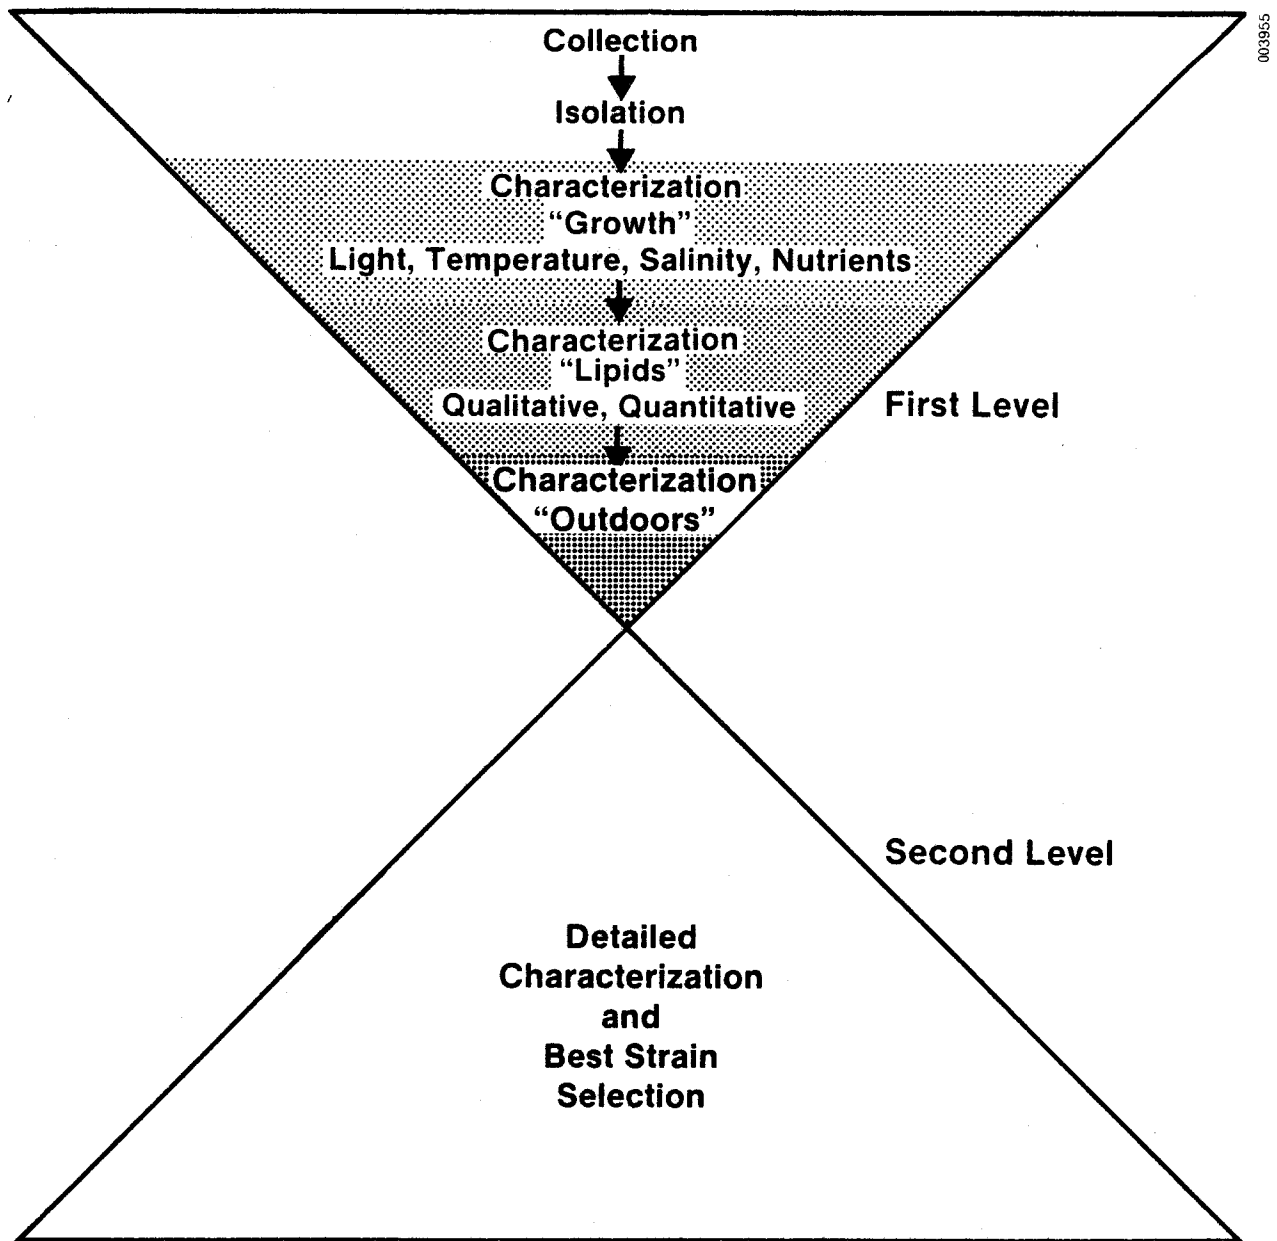 Collection
Isolation
Characterization
“Growth”
Light, Temperature, Salinity, Nutrients
Characterization
“Lipids”
Qualitative, Quantitative
Characterization
“Outdoors”
First Level
Second Level
Detailed
Characterization
and
Best Strain
Selection
003955